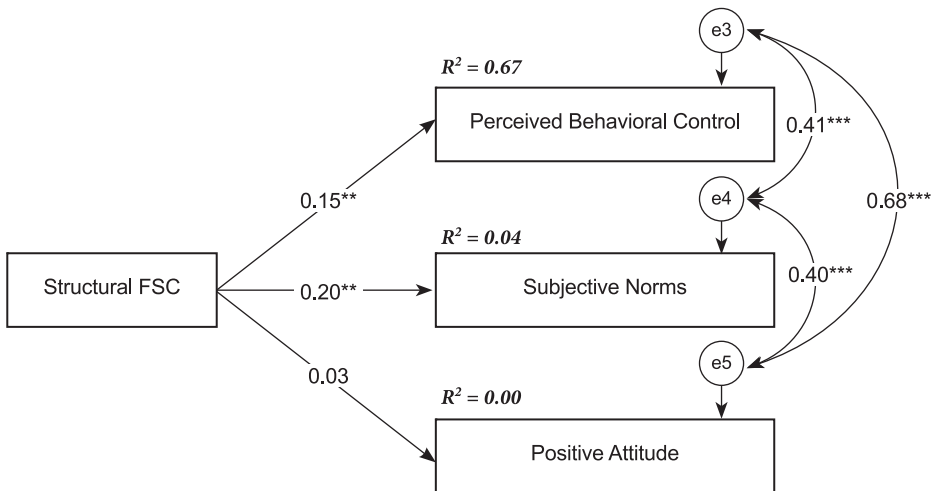 e3
R² = 0.67
Perceived Behavioral Control
0.41***
0.15**
e4
0.68***
R² = 0.04
Structural FSC
0.20**
Subjective Norms
0.40***
e5
0.03
R² = 0.00
Positive Attitude